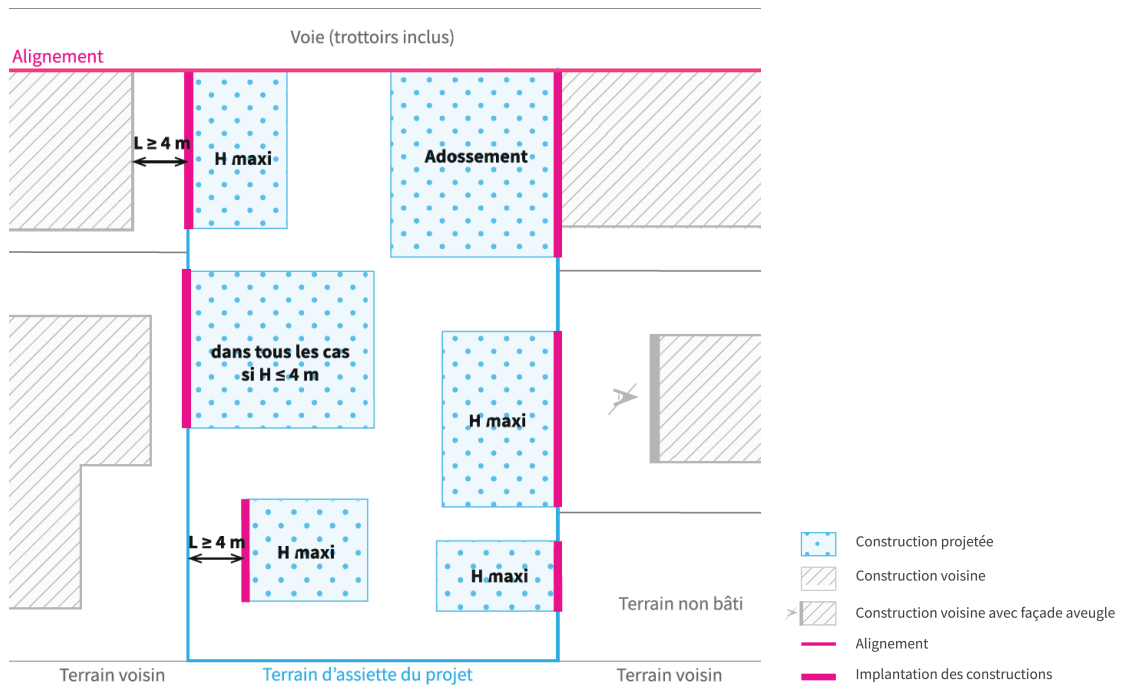 Voie (trottoirs inclus)
Alignement
L ≥ 4 m
H maxi
Adossement
dans tous les cas
si H ≤ 4 m
H maxi
L ≥ 4 m
H maxi
H maxi
Terrain non bâti
Terrain voisin
Terrain d’assiette du projet
Terrain voisin
Construction projetée
Construction voisine
Construction voisine avec façade aveugle
Alignement
Implantation des constructions